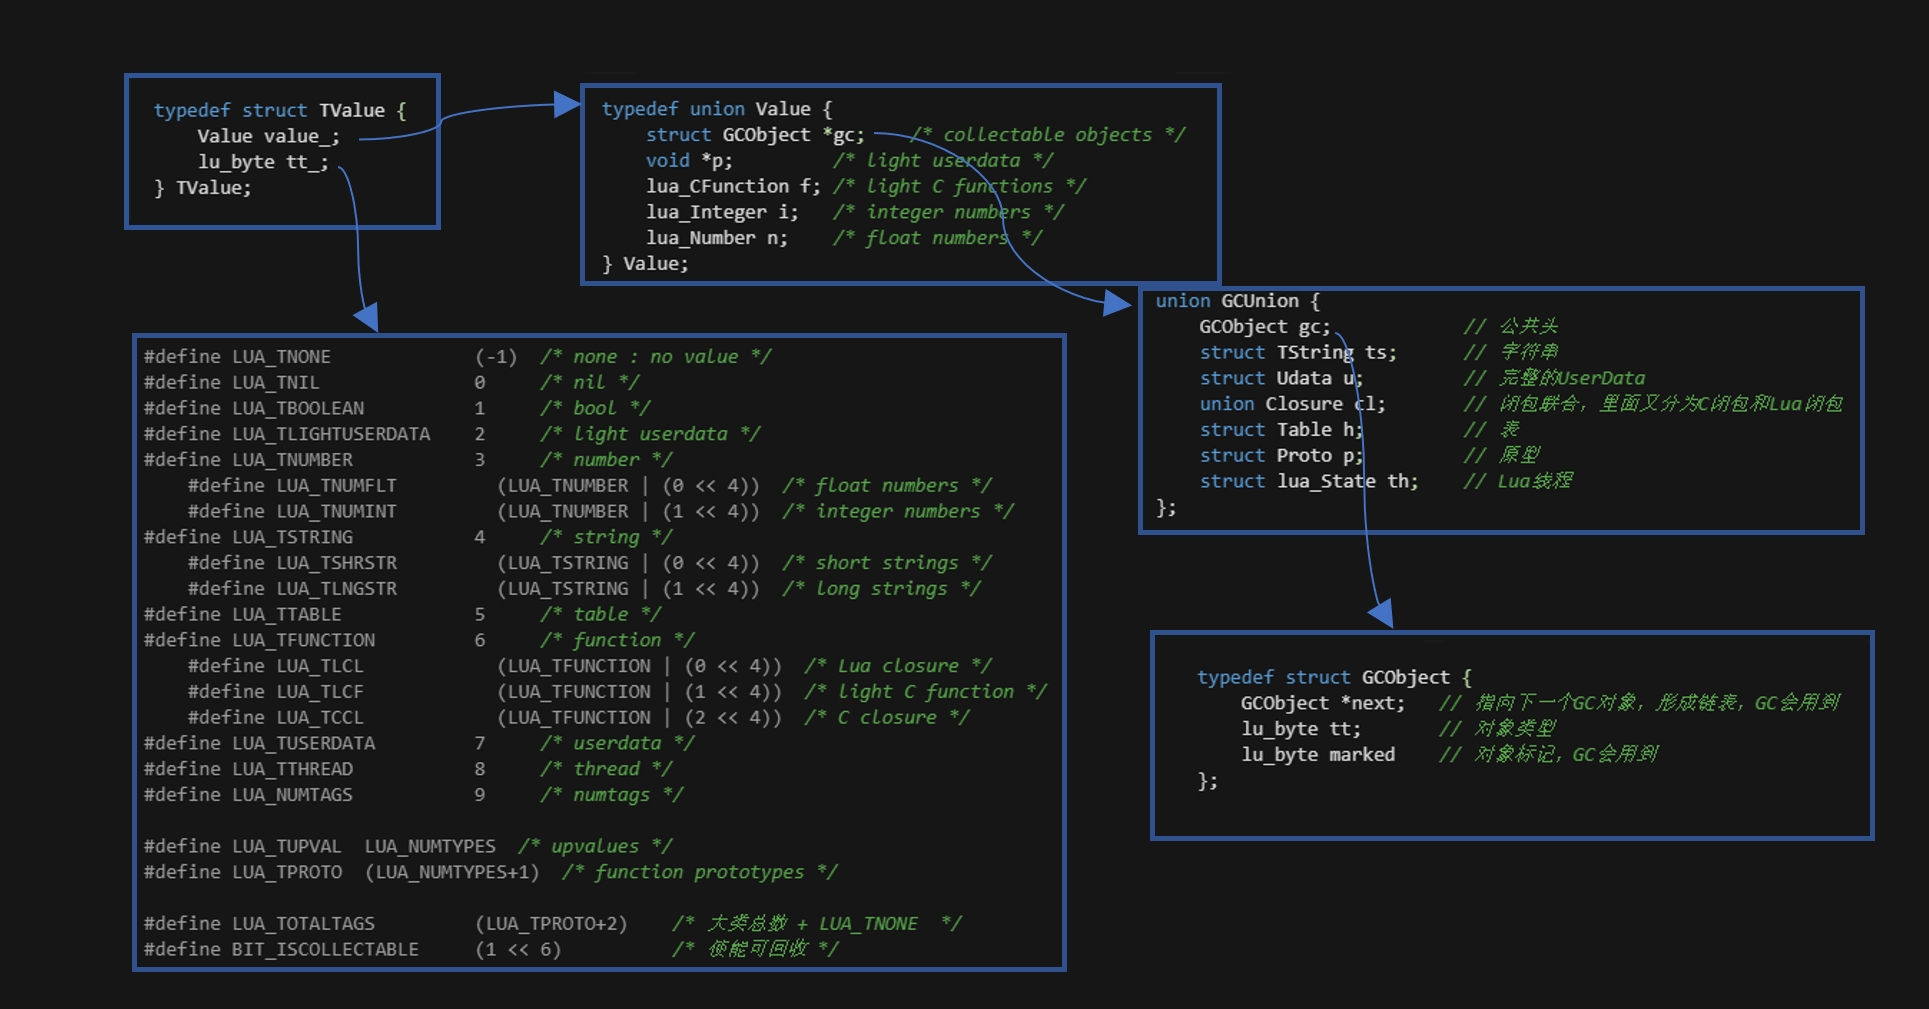 typedef struct TValue {
    Value value_;
    lu_byte tt_;
} TValue;
typedef union Value {
    struct GCObject *gc;    /* collectable objects */
    void *p;         /* light userdata */
    lua_CFunction f; /* light C functions */
    lua_Integer i;   /* integer numbers */
    lua_Number n;    /* float numbers */
} Value;
#define LUA_TNONE             (-1)  /* none : no value */
#define LUA_TNIL              0     /* nil */
#define LUA_TBOOLEAN          1     /* bool */
#define LUA_TLIGHTUSERDATA    2     /* light userdata */
#define LUA_TNUMBER           3     /* number */
    #define LUA_TNUMFLT         (LUA_TNUMBER | (0 << 4))  /* float numbers */
    #define LUA_TNUMINT         (LUA_TNUMBER | (1 << 4))  /* integer numbers */
#define LUA_TSTRING           4     /* string */
    #define LUA_TSHRSTR         (LUA_TSTRING | (0 << 4))  /* short strings */
    #define LUA_TLNGSTR         (LUA_TSTRING | (1 << 4))  /* long strings */
#define LUA_TTABLE            5     /* table */
#define LUA_TFUNCTION         6     /* function */
    #define LUA_TLCL            (LUA_TFUNCTION | (0 << 4))  /* Lua closure */
    #define LUA_TLCF            (LUA_TFUNCTION | (1 << 4))  /* light C function */
    #define LUA_TCCL            (LUA_TFUNCTION | (2 << 4))  /* C closure */
#define LUA_TUSERDATA         7     /* userdata */
#define LUA_TTHREAD           8     /* thread */
#define LUA_NUMTAGS           9     /* numtags */
#define LUA_TUPVAL  LUA_NUMTYPES  /* upvalues */
#define LUA_TPROTO  (LUA_NUMTYPES+1)  /* function prototypes */
#define LUA_TOTALTAGS         (LUA_TPROTO+2)    /* 大类总数 + LUA_TNONE  */
#define BIT_ISCOLLECTABLE     (1 << 6)          /* 使能可回收 */
union GCUnion {
    GCObject gc;            // 公共头
    struct TString ts;      // 字符串
    struct Udata u;         // 完整的UserData
    union Closure cl;       // 闭包联合，里面又分为C闭包和Lua闭包
    struct Table h;         // 表
    struct Proto p;         // 原型
    struct lua_State th;    // Lua线程
};
typedef struct GCObject {
    GCObject *next;   // 指向下一个GC对象，形成链表，GC会用到
    lu_byte tt;       // 对象类型
    lu_byte marked    // 对象标记，GC会用到
};